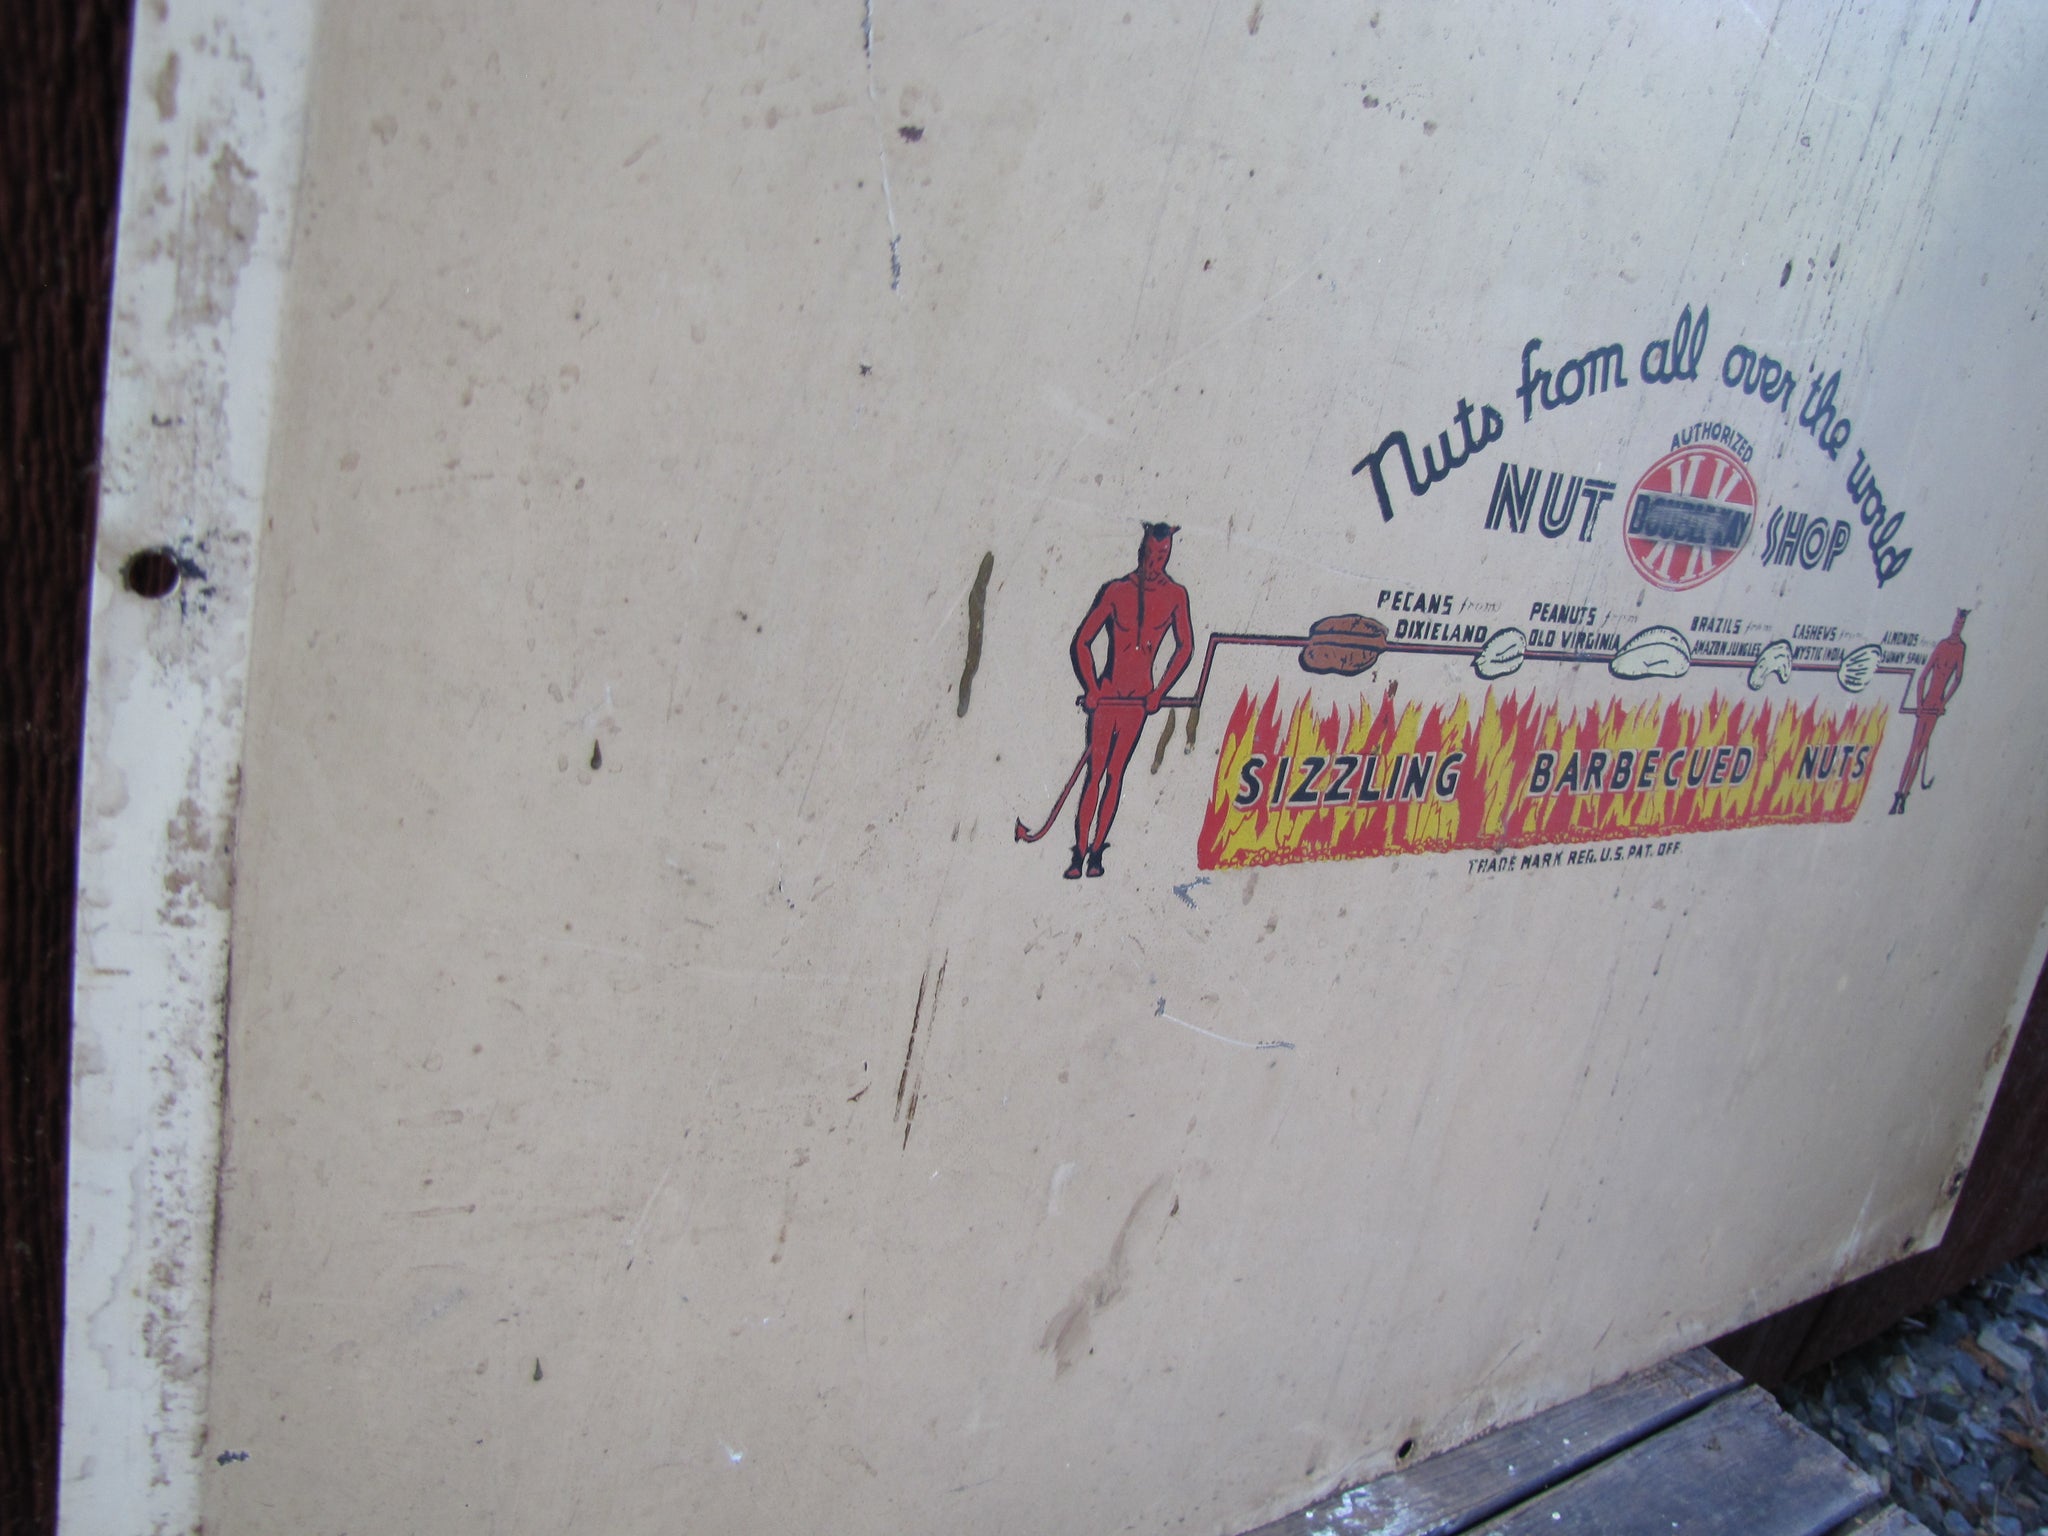 Nuts from all over the world
AUTHORIZED
NUT DOUBLE KAY SHOP
KK
PECANS from
DIXIELAND
PEANUTS from
OLD VIRGINIA
BRAZILS from
AMAZON JUNGLES
CASHEWS from
MYSTIC INDIA
ALMONDS from
SUNNY SPAIN
SIZZLING BARBECUED NUTS
TRADE MARK REG. U.S. PAT. OFF.